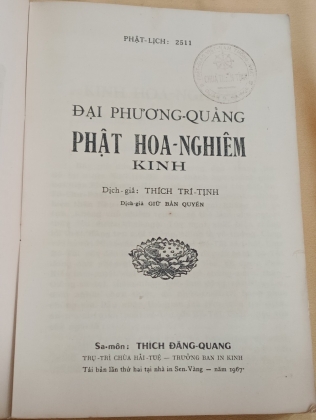 PHẬT-LỊCH: 2511
ĐẠI PHƯƠNG-QUẢNG
PHẬT HOA-NGHIÊM
KINH
Dịch-giả: THÍCH TRÍ-TỊNH
Dịch-giả GIỮ BẢN QUYỀN
Sa-môn: THÍCH ĐĂNG-QUANG
TRỤ-TRÌ CHÙA HẢI-TUỆ — TRƯỞNG BAN IN KINH
Tái bản lần thứ hai tại nhà in Sen-Vàng — năm 1967